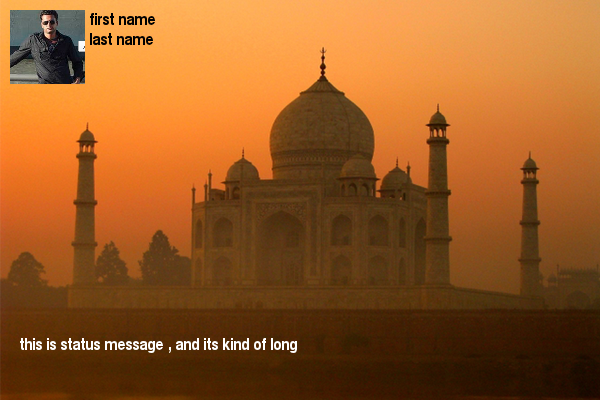 first name
last name
this is status message , and its kind of long